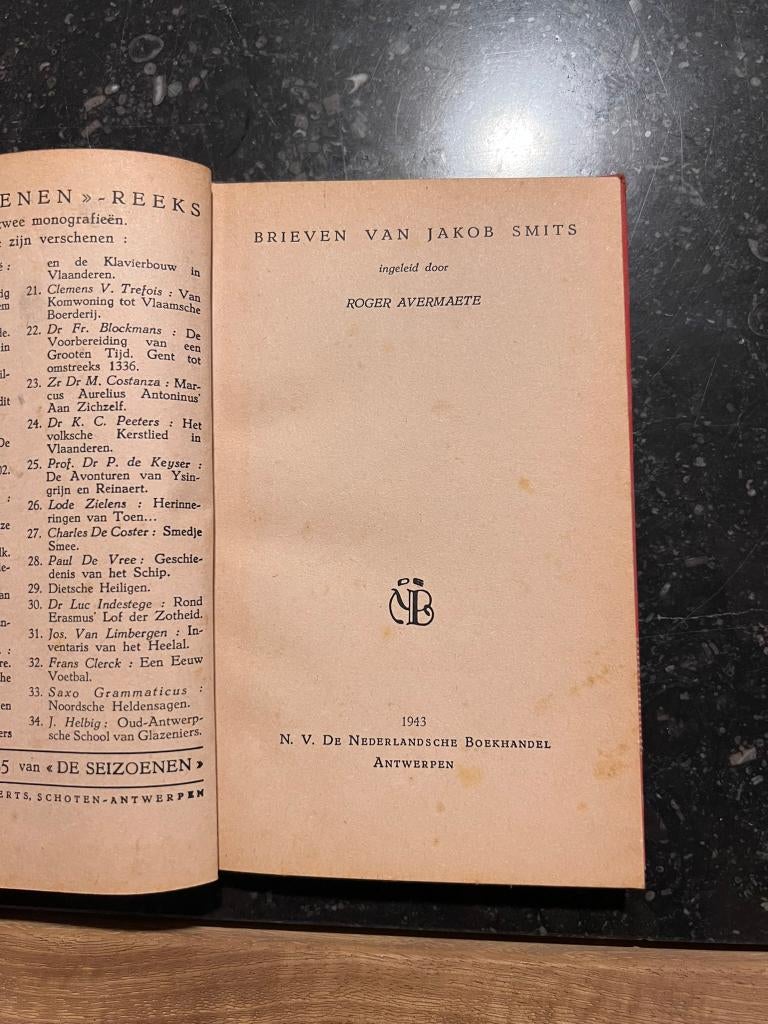 ENEN » - REEKS
twee monografieën.
zijn verschenen :
en de Klavierbouw in
Vlaanderen.
21. Clemens V. Trefois : Van
Komwoning tot Vlaamsche
Boerderij.
22. Dr Fr. Blockmans : De
Voorbereiding van een
Grooten Tijd. Gent tot
omstreeks 1336.
23. Zr Dr M. Costanza : Mar-
cus Aurelius Antoninus'
Aan Zichzelf.
24. Dr K. C. Peeters : Het
volksche Kerstlied in
Vlaanderen.
25. Prof. Dr P. de Keyser :
De Avonturen van Ysin-
grijn en Reinaert.
26. Lode Zielens : Herinne-
ringen van Toen...
27. Charles De Coster : Smedje
Smee.
28. Paul De Vree : Geschie-
denis van het Schip.
29. Dietsche Heiligen.
30. Dr Luc Indestege : Rond
Erasmus' Lof der Zotheid.
31. Jos. Van Limbergen : In-
ventaris van het Heelal.
32. Frans Clerck : Een Eeuw
Voetbal.
33. Saxo Grammaticus :
Noordsche Heldensagen.
34. J. Helbig : Oud-Antwerp-
sche School van Glazeniers.
5 van « DE SEIZOENEN »
ERTS, SCHOTEN-ANTWERPEN
BRIEVEN VAN JAKOB SMITS
ingeleid door
ROGER AVERMAETE
1943
N. V. DE NEDERLANDSCHE BOEKHANDEL
ANTWERPEN